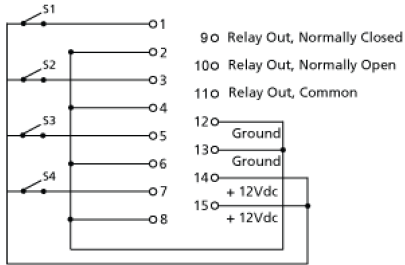 S1
1
2
S2
3
4
S3
5
6
S4
7
8
9 Relay Out, Normally Closed
10 Relay Out, Normally Open
11 Relay Out, Common
12
Ground
13
Ground
14
+ 12Vdc
15
+ 12Vdc